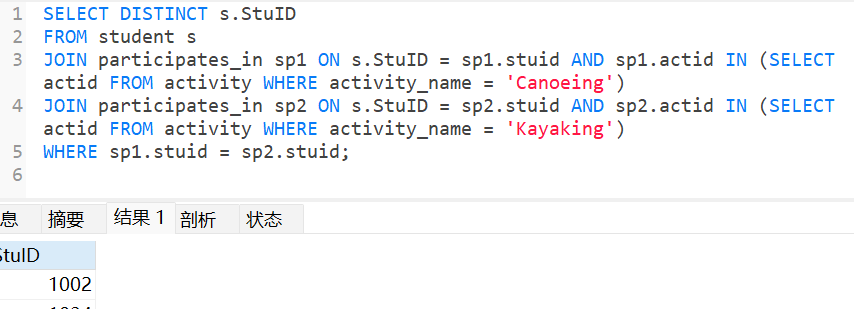 1 SELECT DISTINCT s.StuID
2 FROM student s
3 JOIN participates_in sp1 ON s.StuID = sp1.stuid AND sp1.actid IN (SELECT
actid FROM activity WHERE activity_name = 'Canoeing')
4 JOIN participates_in sp2 ON s.StuID = sp2.stuid AND sp2.actid IN (SELECT
actid FROM activity WHERE activity_name = 'Kayaking')
5 WHERE sp1.stuid = sp2.stuid;
6
息 摘要 结果 1 剖析 状态
StuID
1002